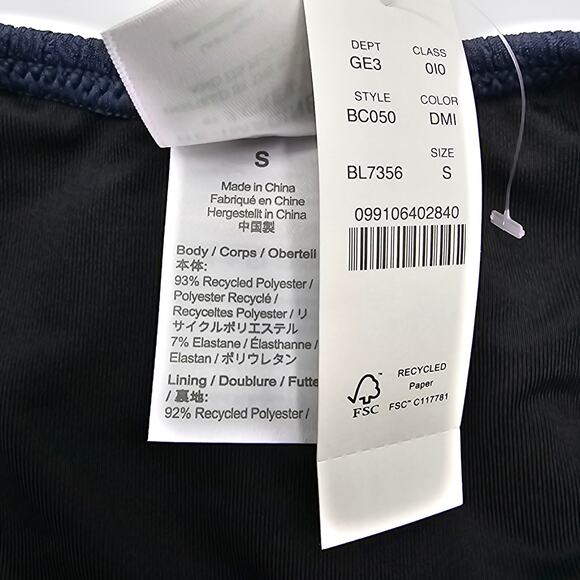 S
Made in China
Fabriqué en Chine
Hergestellt in China
中国製
Body / Corps / Oberteil
本体:
93% Recycled Polyester /
Polyester Recyclé /
Recyceltes Polyester / リ
サイクルポリエステル
7% Elastane / Élasthanne /
Elastan / ポリウレタン
Lining / Doublure / Futte
/ 裏地:
92% Recycled Polyester /
DEPT CLASS
GE3 0I0
STYLE COLOR
BC050 DMI
SIZE
BL7356 S
099106402840
RECYCLED
Paper
FSC
FSC™ C117781